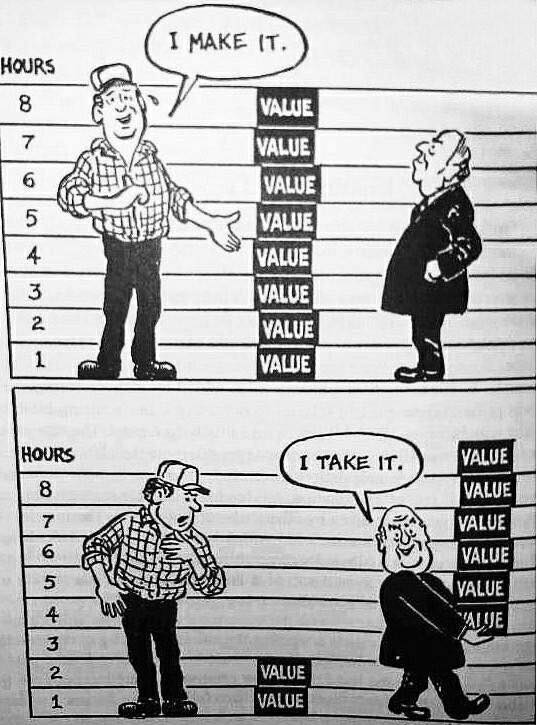 I MAKE IT.
HOURS
8
VALUE
7
VALUE
6
VALUE
5
VALUE
4
VALUE
3
VALUE
2
VALUE
1
VALUE
I TAKE IT.
HOURS
VALUE
8
VALUE
7
VALUE
6
VALUE
5
VALUE
4
VALUE
3
2
VALUE
1
VALUE